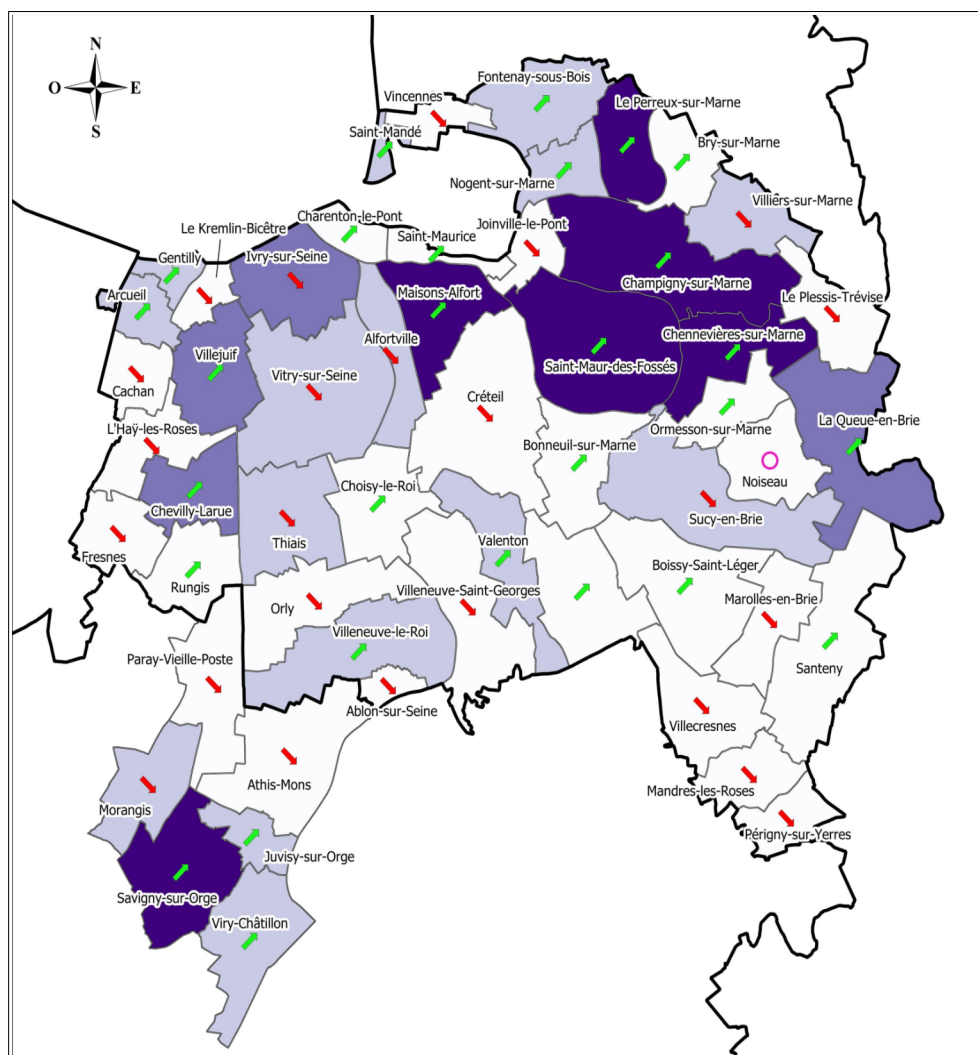 N
O E
S
Fontenay-sous-Bois
Vincennes
Le Perreux-sur-Marne
Saint-Mandé
Bry-sur-Marne
Nogent-sur-Marne
Villiers-sur-Marne
Charenton-le-Pont
Joinville-le-Pont
Le Kremlin-Bicêtre
Saint-Maurice
Gentilly
Ivry-sur-Seine
Champigny-sur-Marne
Arcueil
Maisons-Alfort
Le Plessis-Trévise
Chennevières-sur-Marne
Alfortville
Villejuif
Saint-Maur-des-Fossés
Vitry-sur-Seine
Cachan
Créteil
La Queue-en-Brie
Ormesson-sur-Marne
L'Haÿ-les-Roses
Bonneuil-sur-Marne
Noiseau
Choisy-le-Roi
Chevilly-Larue
Sucy-en-Brie
Valenton
Thiais
Fresnes
Boissy-Saint-Léger
Rungis
Villeneuve-Saint-Georges
Marolles-en-Brie
Orly
Villeneuve-le-Roi
Paray-Vieille-Poste
Santeny
Ablon-sur-Seine
Villecresnes
Athis-Mons
Mandres-les-Roses
Morangis
Périgny-sur-Yerres
Juvisy-sur-Orge
Savigny-sur-Orge
Viry-Châtillon